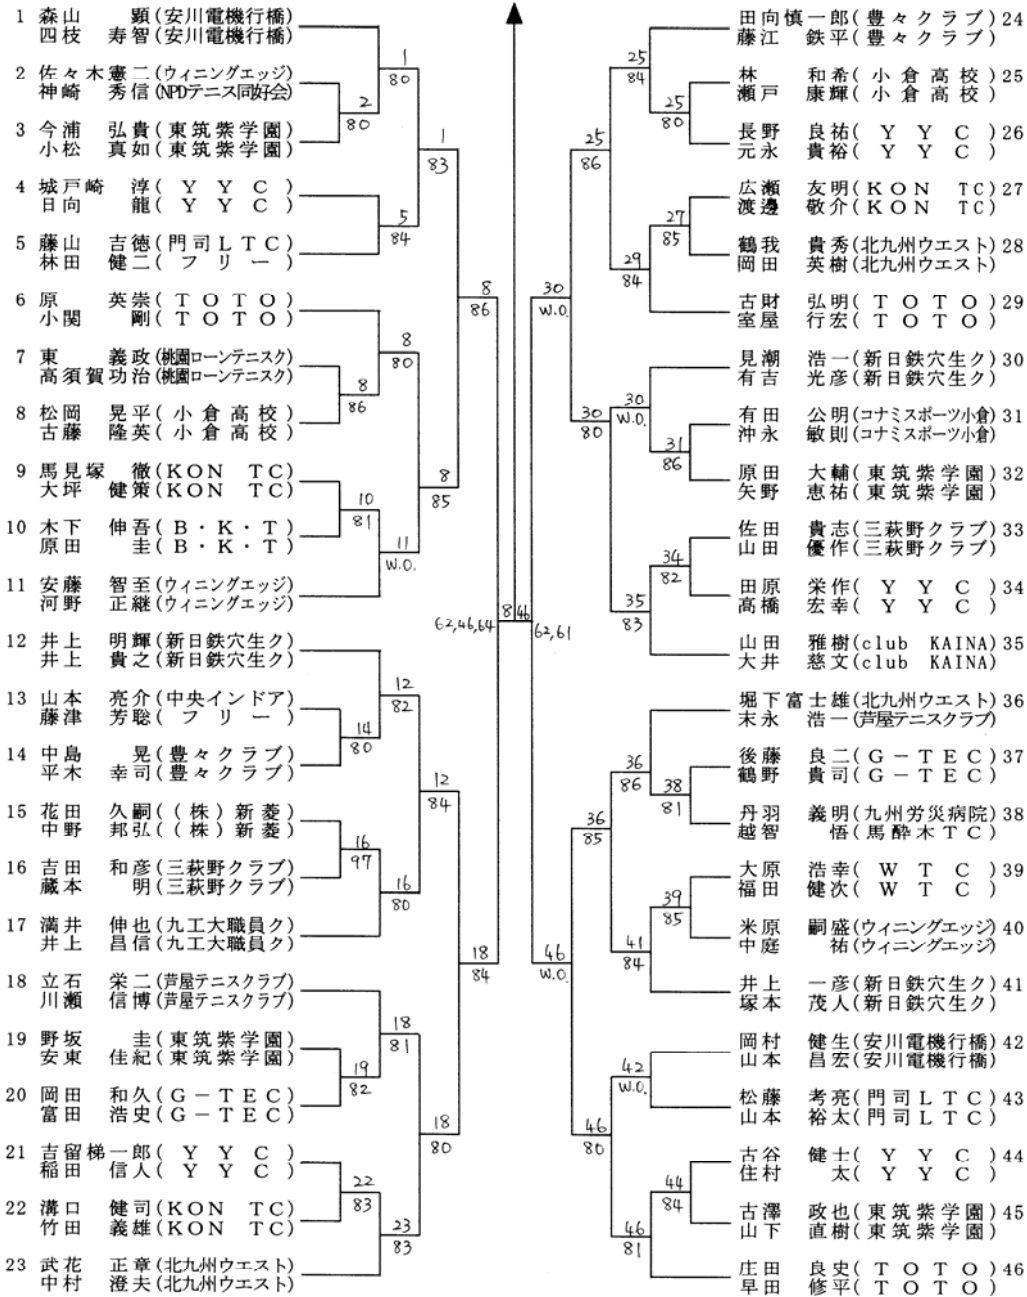 1 森山 顕(安川電機行橋)
四枝 寿智(安川電機行橋)
2 佐々木憲二(ウィニングエッジ)
神崎 秀信(NPDテニス同好会)
3 今浦 弘貴(東筑紫学園)
小松 真如(東筑紫学園)
4 城戸崎 淳(YYC)
日向 龍(YYC)
5 藤山 吉徳(門司LTC)
林田 健二(フリー)
6 原 英崇(TOTO)
小関 剛(TOTO)
7 東 義政(桃園ローンテニスク)
高須賀功治(桃園ローンテニスク)
8 松岡 晃平(小倉高校)
古藤 隆英(小倉高校)
9 馬見塚 徹(KON TC)
大坪 健策(KON TC)
10 木下 伸吾(B・K・T)
原田 圭(B・K・T)
11 安藤 智至(ウィニングエッジ)
河野 正継(ウィニングエッジ)
12 井上 明輝(新日鉄穴生ク)
井上 貴之(新日鉄穴生ク)
13 山本 亮介(中央インドア)
藤津 芳聡(フリー)
14 中島 晃(豊々クラブ)
平木 幸司(豊々クラブ)
15 花田 久嗣((株)新菱)
中野 邦弘((株)新菱)
16 吉田 和彦(三萩野クラブ)
蔵本 明(三萩野クラブ)
17 満井 伸也(九工大職員ク)
井上 昌信(九工大職員ク)
18 立石 栄二(芦屋テニスクラブ)
川瀬 信博(芦屋テニスクラブ)
19 野坂 圭(東筑紫学園)
安東 佳紀(東筑紫学園)
20 岡田 和久(G-TEC)
富田 浩史(G-TEC)
21 吉留梯一郎(YYC)
稲田 信人(YYC)
22 溝口 健司(KON TC)
竹田 義雄(KON TC)
23 武花 正章(北九州ウエスト)
中村 澄夫(北九州ウエスト)
1
80
2
80
1
83
5
84
8
86
8
80
8
86
8
85
10
81
11
W.O.
12
82
14
80
12
84
16
97
16
80
18
84
18
81
19
82
18
80
22
83
23
83
8 46
62,46,64 62,61
25
84
25
80
25
86
27
85
29
84
30
W.O.
30
W.O.
30
80
31
86
34
82
35
83
36
86
38
81
36
85
39
85
41
84
46
W.O.
42
W.O.
46
80
44
84
46
81
田向慎一郎(豊々クラブ) 24
藤江 鉄平(豊々クラブ)
林 和希(小倉高校) 25
瀬戸 康輝(小倉高校)
長野 良祐(YYC) 26
元永 貴裕(YYC)
広瀬 友明(KON TC) 27
渡邊 敬介(KON TC)
鶴我 貴秀(北九州ウエスト) 28
岡田 英樹(北九州ウエスト)
古財 弘明(TOTO) 29
室屋 行宏(TOTO)
見潮 浩一(新日鉄穴生ク) 30
有吉 光彦(新日鉄穴生ク)
有田 公明(コナミスポーツ小倉) 31
沖永 敏則(コナミスポーツ小倉)
原田 大輔(東筑紫学園) 32
矢野 恵祐(東筑紫学園)
佐田 貴志(三萩野クラブ) 33
山田 優作(三萩野クラブ)
田原 栄作(YYC) 34
高橋 宏幸(YYC)
山田 雅樹(club KAINA) 35
大井 慈文(club KAINA)
堀下富士雄(北九州ウエスト) 36
末永 浩一(芦屋テニスクラブ)
後藤 良二(G-TEC) 37
鶴野 貴司(G-TEC)
丹羽 義明(九州労災病院) 38
越智 悟(馬酔木TC)
大原 浩幸(WTC) 39
福田 健次(WTC)
米原 嗣盛(ウィニングエッジ) 40
中庭 祐(ウィニングエッジ)
井上 一彦(新日鉄穴生ク) 41
塚本 茂人(新日鉄穴生ク)
岡村 健生(安川電機行橋) 42
山本 昌宏(安川電機行橋)
松藤 考亮(門司LTC) 43
山本 裕太(門司LTC)
古谷 健士(YYC) 44
住村 太(YYC)
古澤 政也(東筑紫学園) 45
山下 直樹(東筑紫学園)
庄田 良史(TOTO) 46
早田 修平(TOTO)